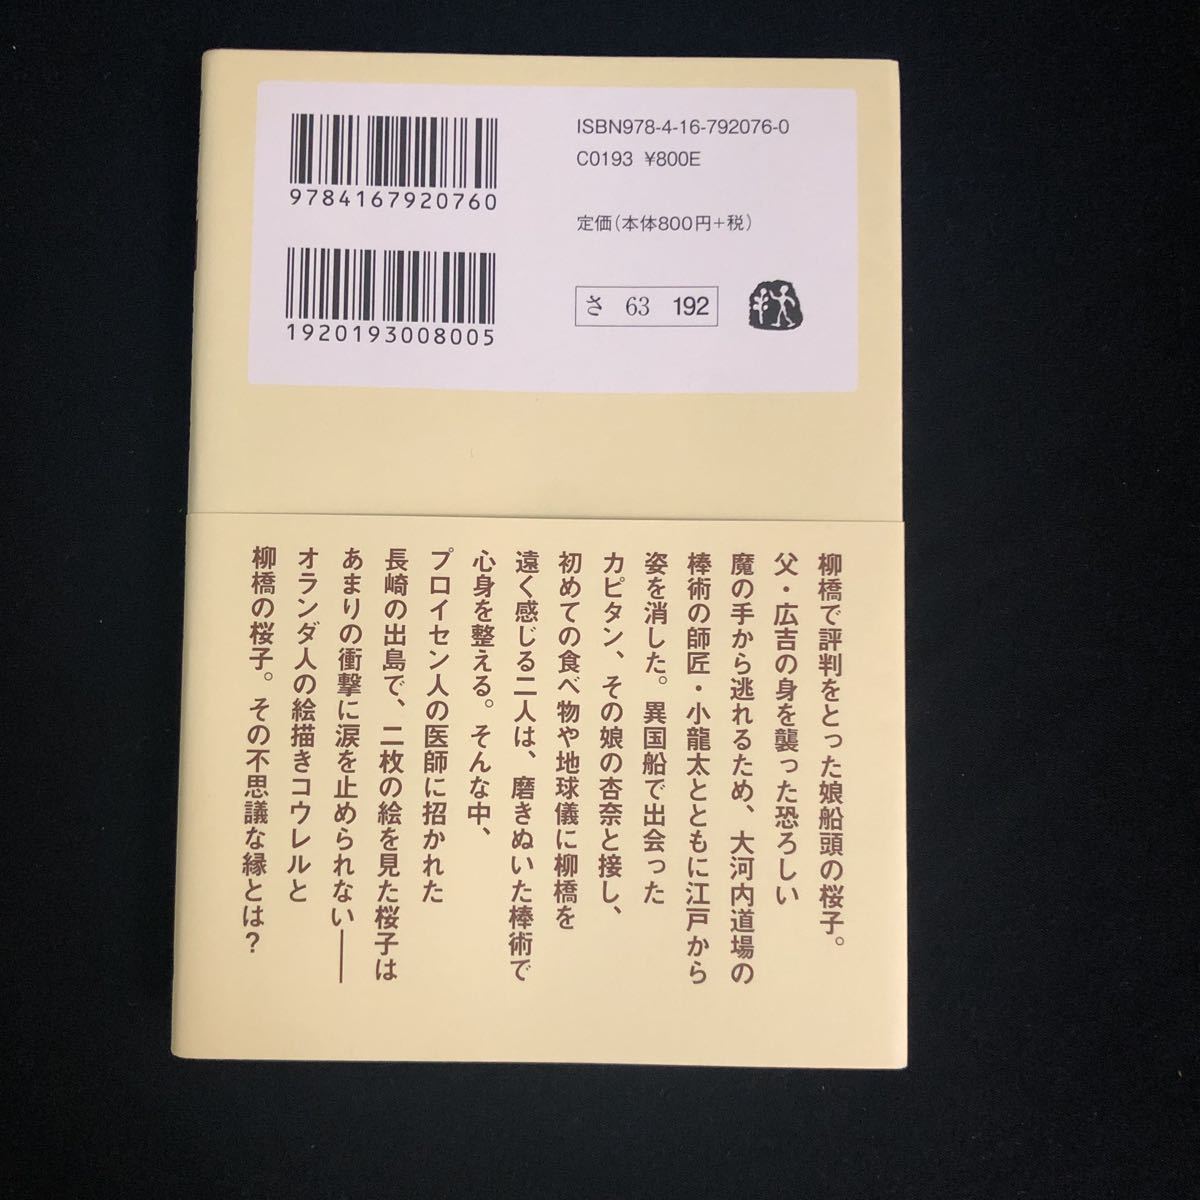 ISBN978-4-16-792076-0
C0193 ¥800E
9784167920760
定価(本体800円+税)
1920193008005
さ 63 192
柳橋で評判をとった娘船頭の桜子。
父・広吉の身を襲った恐ろしい
魔の手から逃れるため、大河内道場の
棒術の師匠・小龍太とともに江戸から
姿を消した。異国船で出会った
カピタン、その娘の杏奈と接し、
初めての食べ物や地球儀に柳橋を
遠く感じる二人は、磨きぬいた棒術で
心身を整える。そんな中、
プロイセン人の医師に招かれた
長崎の出島で、二枚の絵を見た桜子は
あまりの衝撃に涙を止められない――
オランダ人の絵描きコウレルと
柳橋の桜子。その不思議な縁とは?